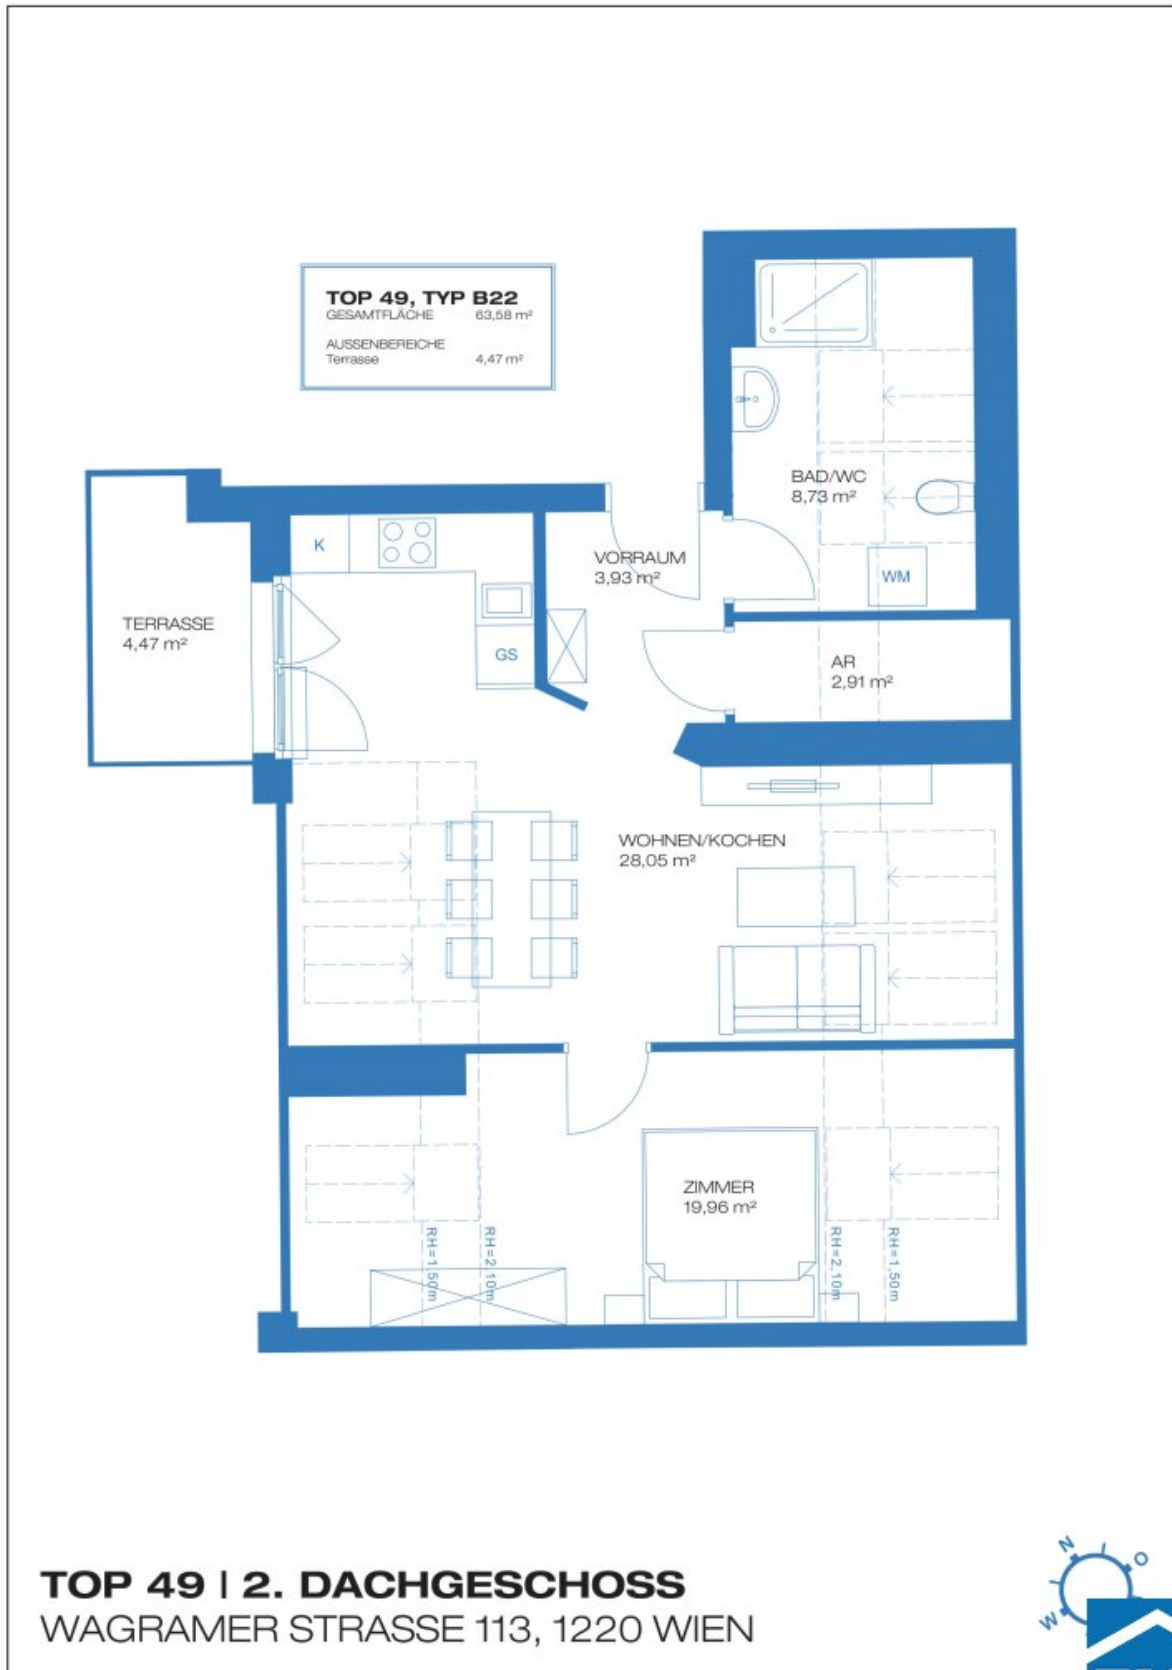 TOP 49, TYP B22
GESAMTFLÄCHE 63,58 m²
AUSSENBEREICHE
Terrasse 4,47 m²
BAD/WC
8,73 m²
K
VORRAUM
3,93 m²
WM
TERRASSE
4,47 m²
GS
AR
2,91 m²
WOHNEN/KOCHEN
28,05 m²
ZIMMER
19,96 m²
RH=1,50m
RH=2,10m
RH=2,10m
RH=1,50m
TOP 49 | 2. DACHGESCHOSS
WAGRAMER STRASSE 113, 1220 WIEN
N
O
W